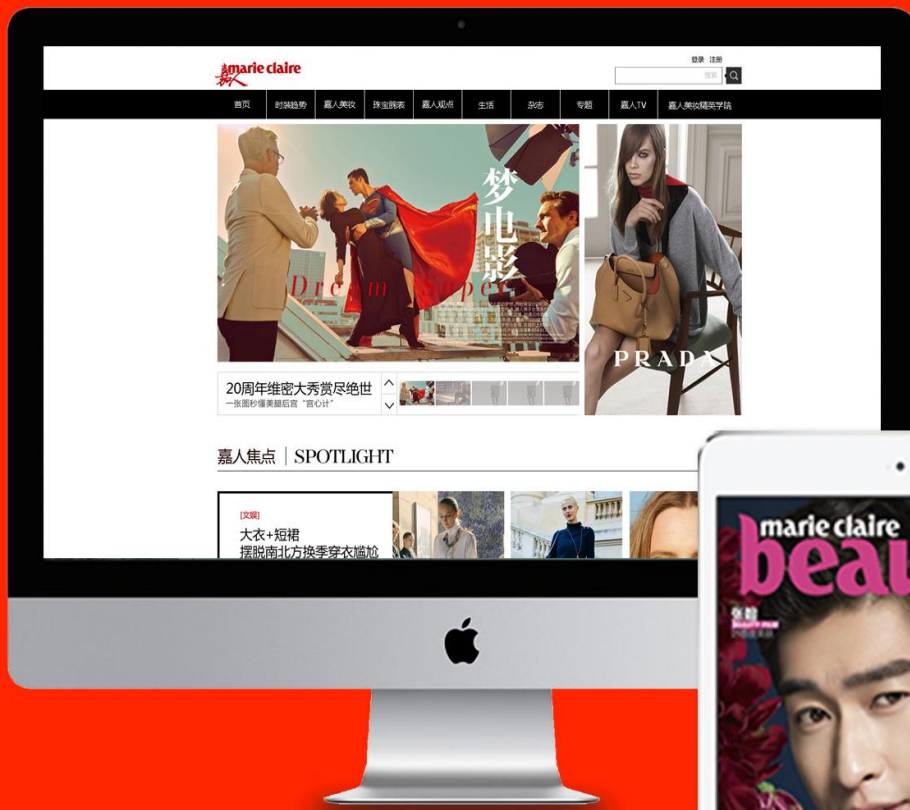 嘉人 marie claire
登录 注册
搜索
首页 时装趋势 嘉人美妆 珠宝腕表 嘉人观点 生活 杂志 专题 嘉人TV 嘉人美妆精英学院
梦电影
Dream Super
PRADA
20周年维密大秀赏尽绝世
一张图秒懂美腿后宫“宫心计”
嘉人焦点 | SPOTLIGHT
[文娱]
大衣+短裙
摆脱南北方换季穿衣尴尬
marie claire
beau
张翰